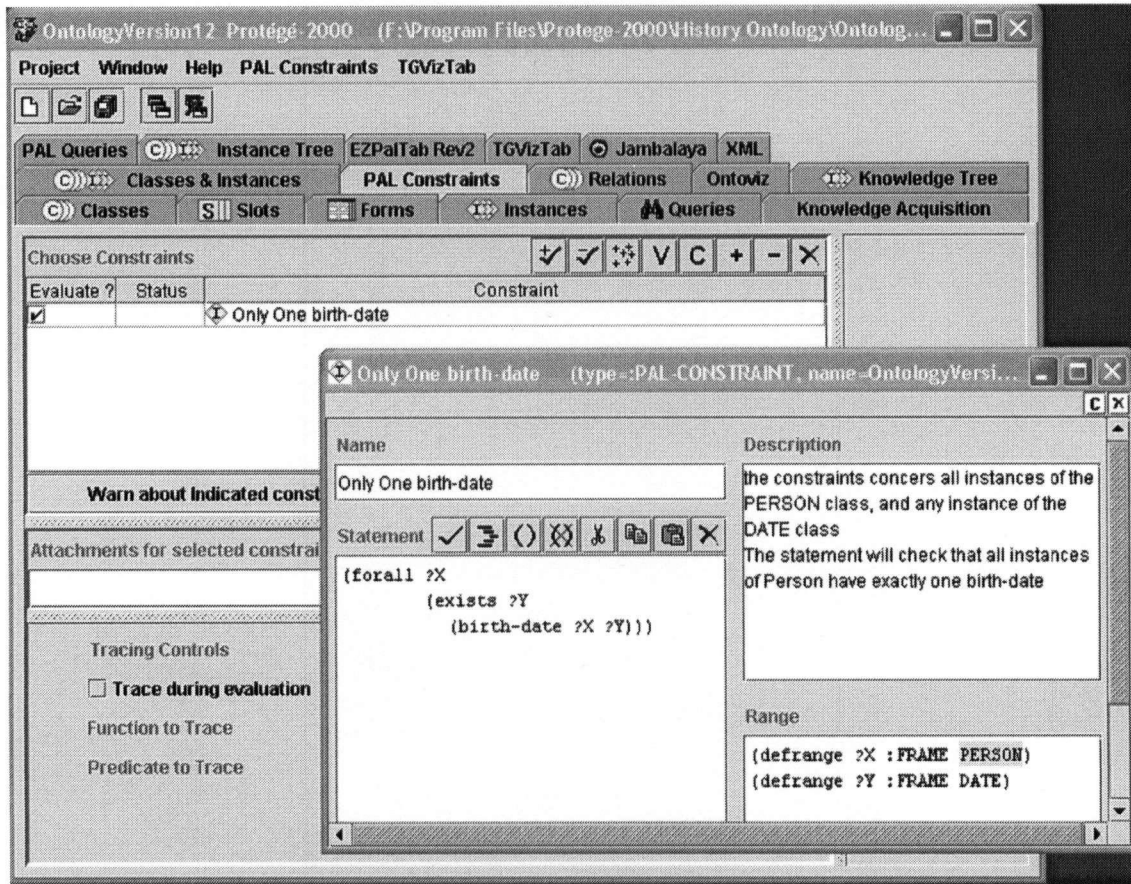 OntologyVersion12 Protégé-2000 (F:\Program Files\Protege-2000\History Ontology\Ontolog...
Project Window Help PAL Constraints TGVizTab
PAL Queries Instance Tree EZPalTab Rev2 TGVizTab Jambalaya XML
Classes & Instances PAL Constraints Relations Ontoviz Knowledge Tree
Classes Slots Forms Instances Queries Knowledge Acquisition
Choose Constraints V C + -
Evaluate ? Status Constraint
Only One birth-date
Only One birth-date (type=:PAL-CONSTRAINT, name=OntologyVersi...
C x
Name
Only One birth-date
Statement
(forall ?X
(exists ?Y
(birth-date ?X ?Y)))
Description
the constraints concers all instances of the
PERSON class, and any instance of the
DATE class
The statement will check that all instances
of Person have exactly one birth-date
Range
(defrange ?X :FRAME PERSON)
(defrange ?Y :FRAME DATE)
Warn about Indicated const
Attachments for selected constrai
Tracing Controls
Trace during evaluation
Function to Trace
Predicate to Trace